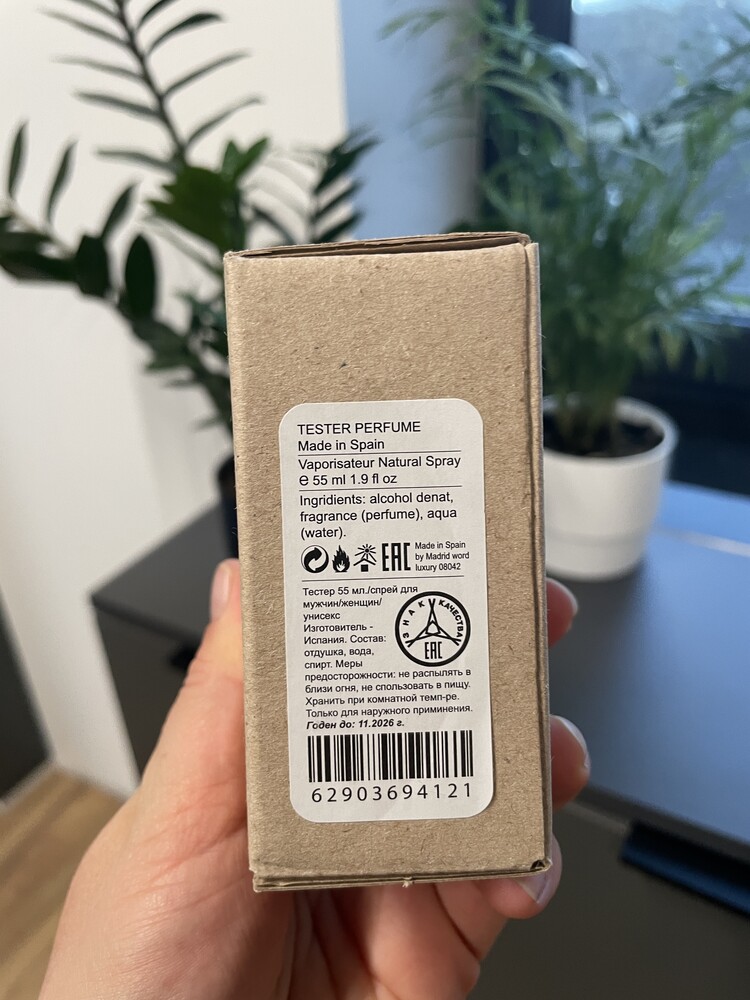 TESTER PERFUME
Made in Spain
Vaporisateur Natural Spray
℮ 55 ml 1.9 fl oz
Ingridients: alcohol denat,
fragrance (perfume), aqua
(water).
EAC
Made in Spain
by Madrid word
luxury 08042
Тестер 55 мл./спрей для
мужчин/женщин/
унисекс
Изготовитель -
Испания. Состав:
отдушка, вода,
спирт. Меры
предосторожности: не распылять в
близи огня, не спользовать в пищу.
Хранить при комнатной темп-ре.
Только для наружного приминения.
Годен до: 11.2026 г.
ЗНАК КАЧЕСТВА
EAC
62903694121